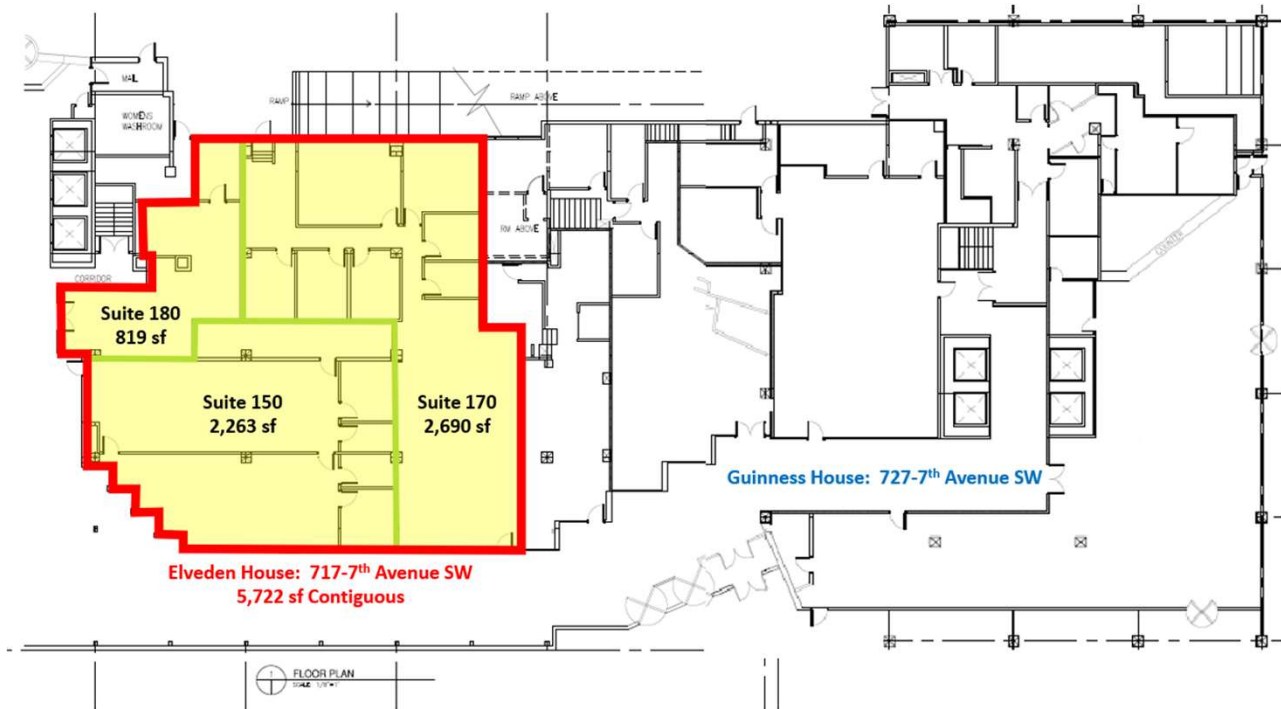 MAIL
WOMENS
WASHROOM
RAMP
RAMP ABOVE
RM ABOVE
COUNTER
CORRIDOR
Suite 180
819 sf
Suite 150
2,263 sf
Suite 170
2,690 sf
Guinness House: 727-7th Avenue SW
Elveden House: 717-7th Avenue SW
5,722 sf Contiguous
1
FLOOR PLAN